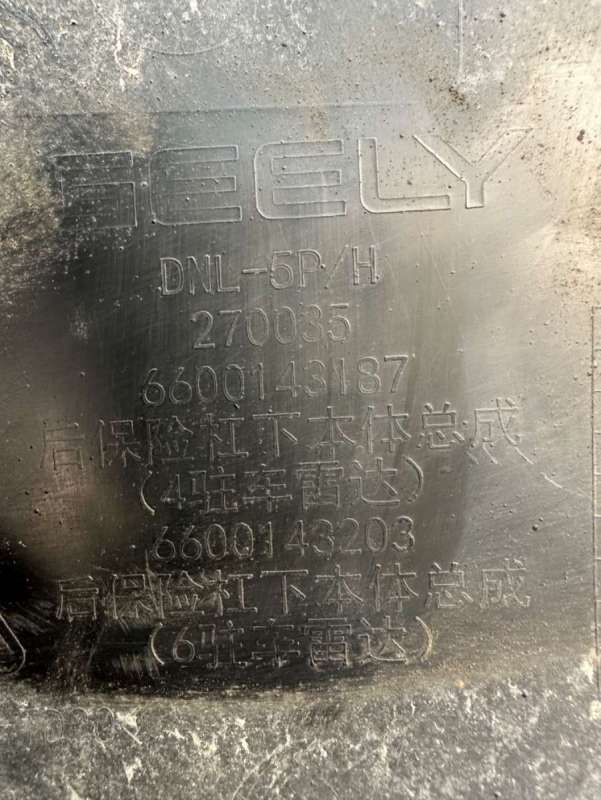 GEELY
DNL-5P/H
270035
6600143187
后保险杠下本体总成
(4驻车雷达)
6600143203
后保险杠下本体总成
(6驻车雷达)